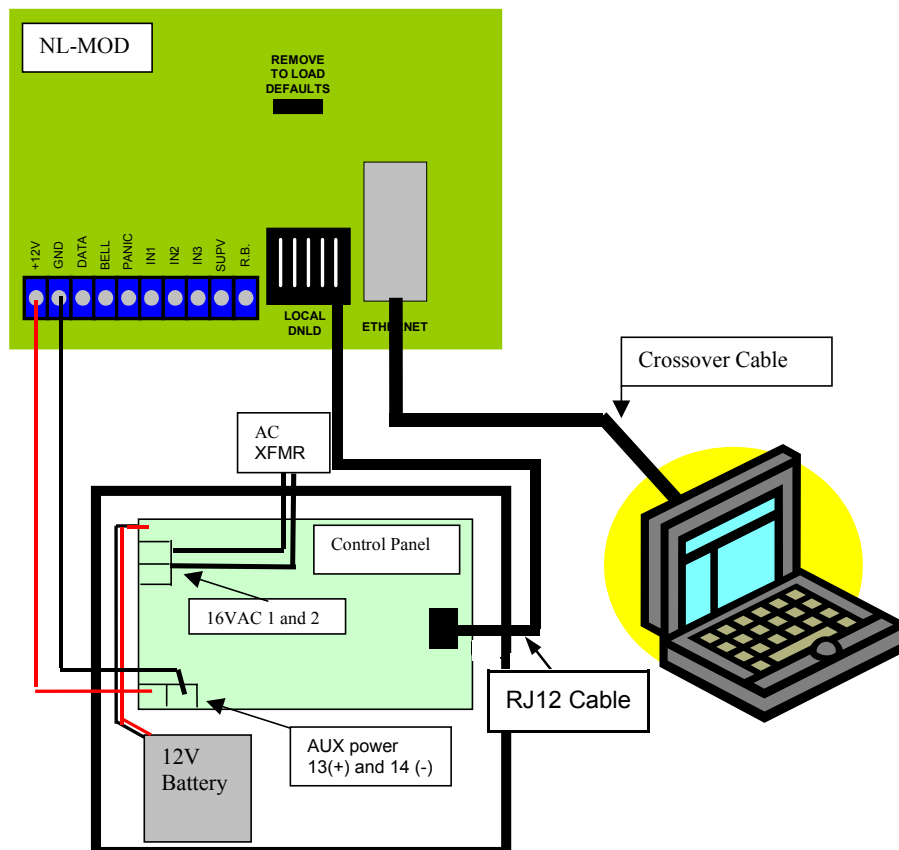 NL-MOD
REMOVE
TO LOAD
DEFAULTS
+12V
GND
DATA
BELL
PANIC
IN1
IN2
IN3
SUPV
R.B.
LOCAL
DNLD
ETHERNET
Crossover Cable
AC
XFMR
Control Panel
16VAC 1 and 2
RJ12 Cable
AUX power
13(+) and 14 (-)
12V
Battery